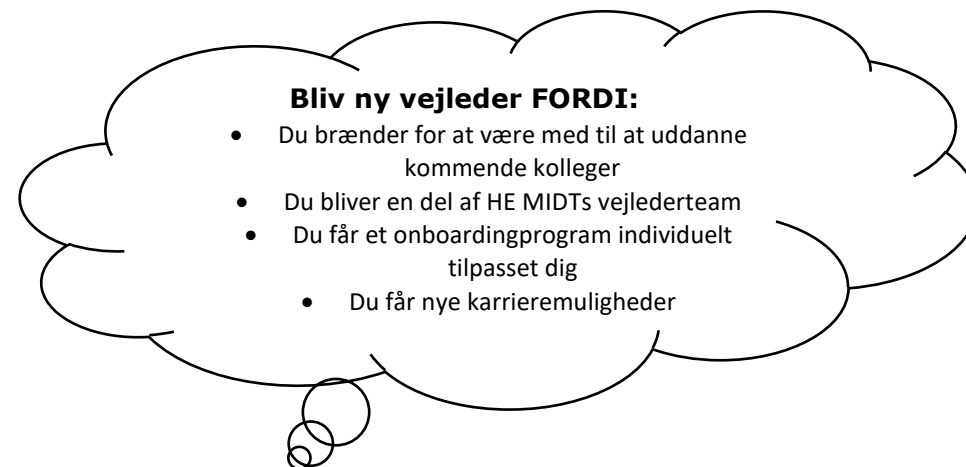 Bliv ny vejleder FORDI:
• Du brænder for at være med til at uddanne
kommende kolleger
• Du bliver en del af HE MIDTs vejlederteam
• Du får et onboardingprogram individuelt
tilpasset dig
• Du får nye karrieremuligheder